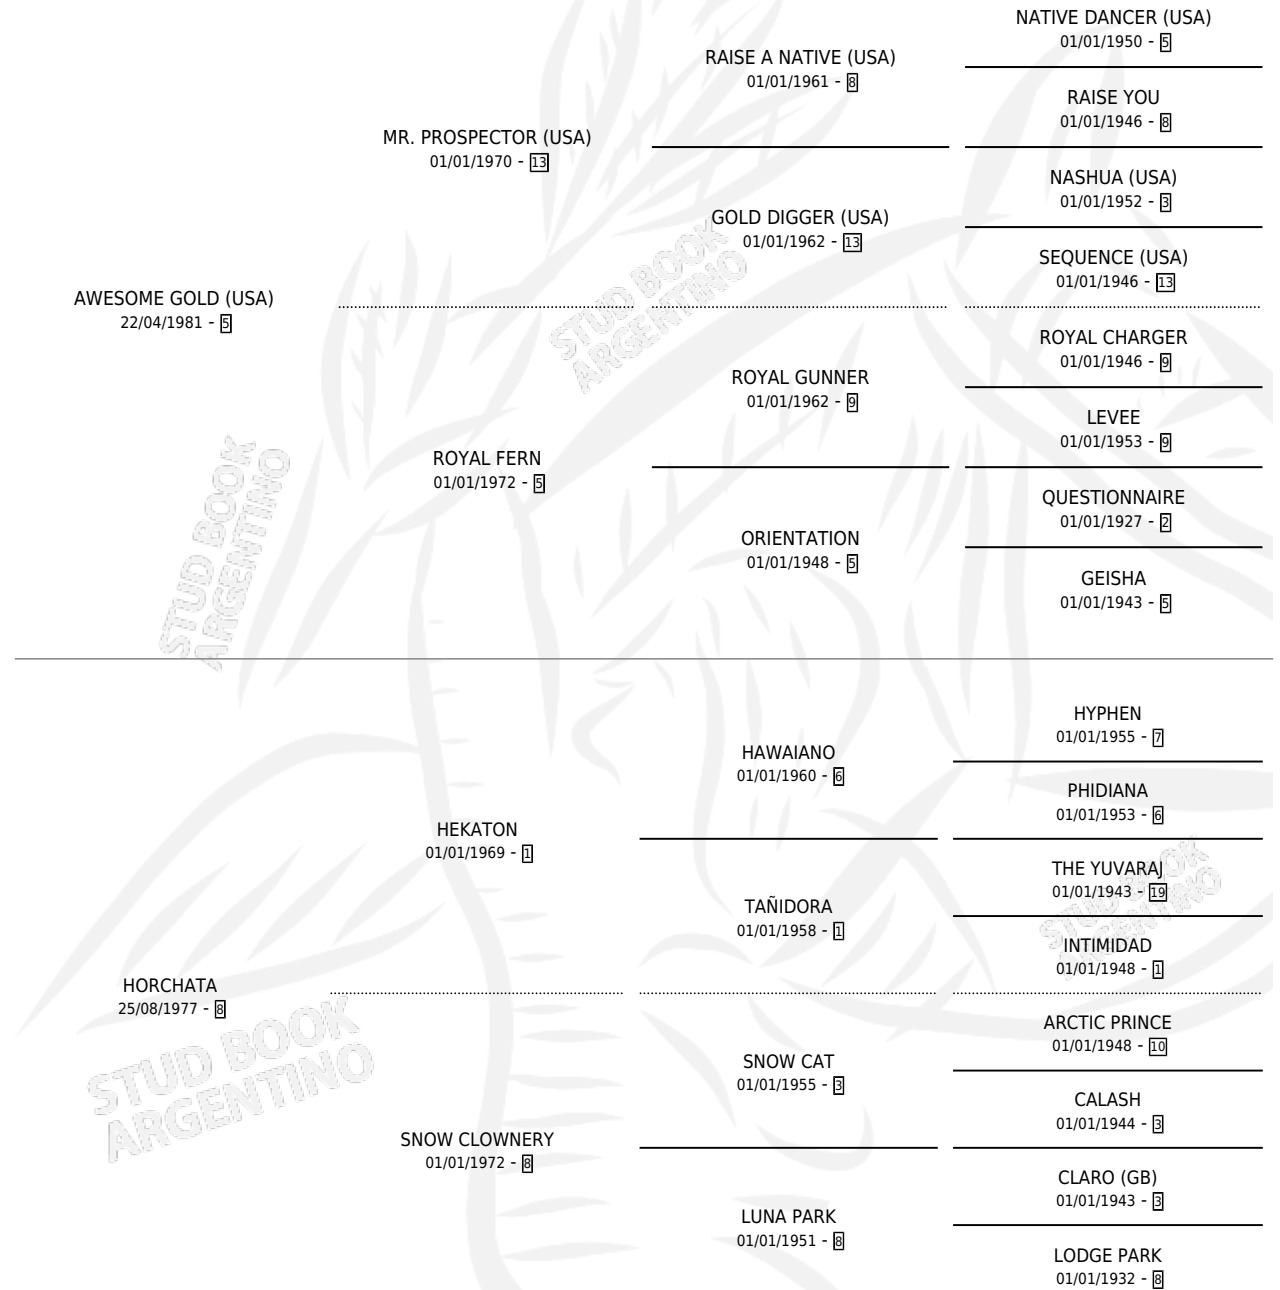 NATIVE DANCER (USA)
01/01/1950 - 5
RAISE A NATIVE (USA)
01/01/1961 - 8
RAISE YOU
01/01/1946 - 8
MR. PROSPECTOR (USA)
01/01/1970 - 13
NASHUA (USA)
01/01/1952 - 3
GOLD DIGGER (USA)
01/01/1962 - 13
SEQUENCE (USA)
01/01/1946 - 13
AWESOME GOLD (USA)
22/04/1981 - 5
ROYAL CHARGER
01/01/1946 - 9
ROYAL GUNNER
01/01/1962 - 9
LEVEE
01/01/1953 - 9
ROYAL FERN
01/01/1972 - 5
QUESTIONNAIRE
01/01/1927 - 2
ORIENTATION
01/01/1948 - 5
GEISHA
01/01/1943 - 5
HYPHEN
01/01/1955 - 7
HAWAIANO
01/01/1960 - 6
PHIDIANA
01/01/1953 - 6
HEKATON
01/01/1969 - 1
THE YUVARAJ
01/01/1943 - 19
TAÑIDORA
01/01/1958 - 1
INTIMIDAD
01/01/1948 - 1
HORCHATA
25/08/1977 - 8
ARCTIC PRINCE
01/01/1948 - 10
SNOW CAT
01/01/1955 - 3
CALASH
01/01/1944 - 3
SNOW CLOWNERY
01/01/1972 - 8
CLARO (GB)
01/01/1943 - 3
LUNA PARK
01/01/1951 - 8
LODGE PARK
01/01/1932 - 8
STUD BOOK
ARGENTINO
STUD BOOK
ARGENTINO
STUD BOOK
ARGENTINO
STUD BOOK
ARGENTINO